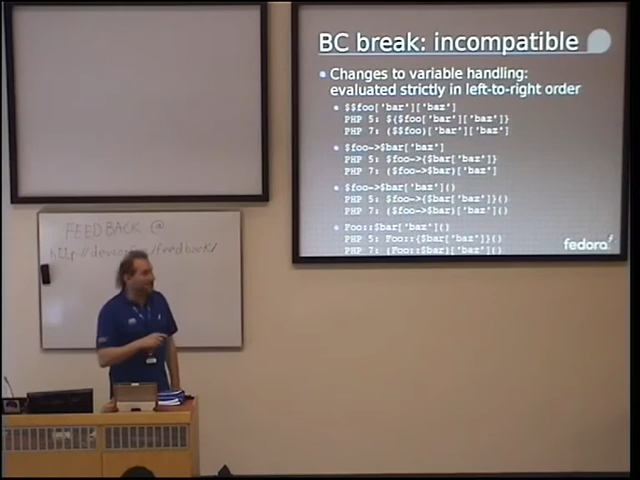 BC break: incompatible
Changes to variable handling:
evaluated strictly in left-to-right order
$$foo['bar']['baz']
PHP 5: ${$foo['bar']['baz']}
PHP 7: ($$foo)['bar']['baz']
$foo->$bar['baz']
PHP 5: $foo->{$bar['baz']}
PHP 7: ($foo->$bar)['baz']
$foo->$bar['baz']()
PHP 5: $foo->{$bar['baz']}()
PHP 7: ($foo->$bar)['baz']()
Foo::$bar['baz']()
PHP 5: Foo::{$bar['baz']}()
PHP 7: (Foo::$bar)['baz']()
fedora
FEEDBACK @
/feedback/